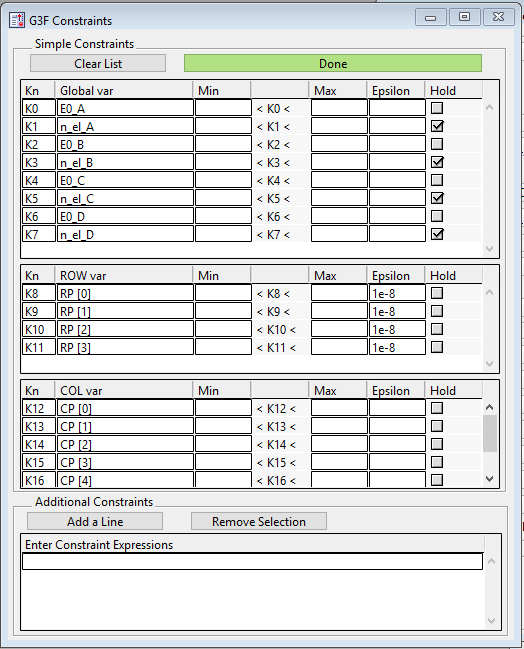 G3F Constraints
Simple Constraints
Clear List Done
Kn Global var Min Max Epsilon Hold
K0 E0_A < K0 <
K1 n_el_A < K1 <
K2 E0_B < K2 <
K3 n_el_B < K3 <
K4 E0_C < K4 <
K5 n_el_C < K5 <
K6 E0_D < K6 <
K7 n_el_D < K7 <
Kn ROW var Min Max Epsilon Hold
K8 RP [0] < K8 < 1e-8
K9 RP [1] < K9 < 1e-8
K10 RP [2] < K10 < 1e-8
K11 RP [3] < K11 < 1e-8
Kn COL var Min Max Epsilon Hold
K12 CP [0] < K12 <
K13 CP [1] < K13 <
K14 CP [2] < K14 <
K15 CP [3] < K15 <
K16 CP [4] < K16 <
Additional Constraints
Add a Line Remove Selection
Enter Constraint Expressions